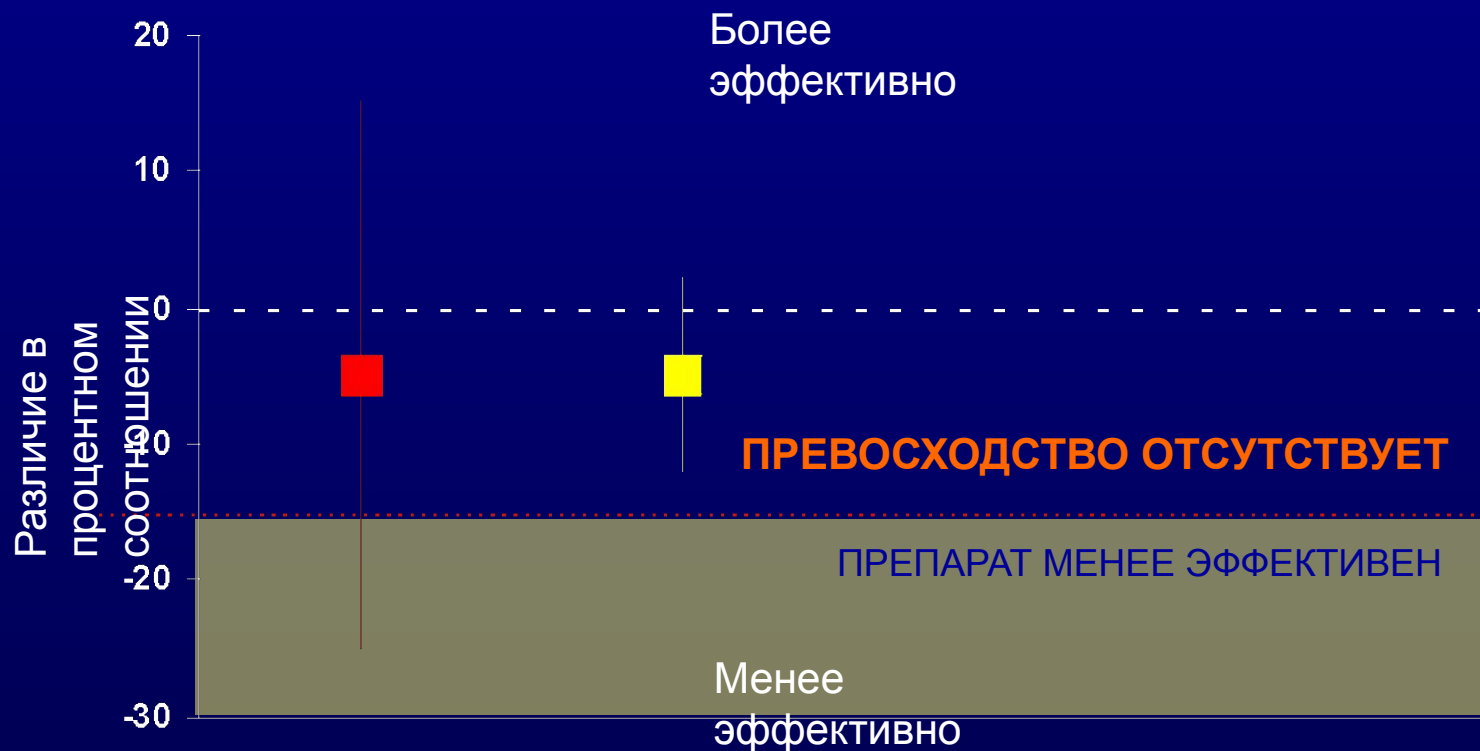 Более
эффективно
20
10
0
-10
-20
-30
Различие в
процентном
соотношении
ПРЕВОСХОДСТВО ОТСУТСТВУЕТ
ПРЕПАРАТ МЕНЕЕ ЭФФЕКТИВЕН
Менее
эффективно